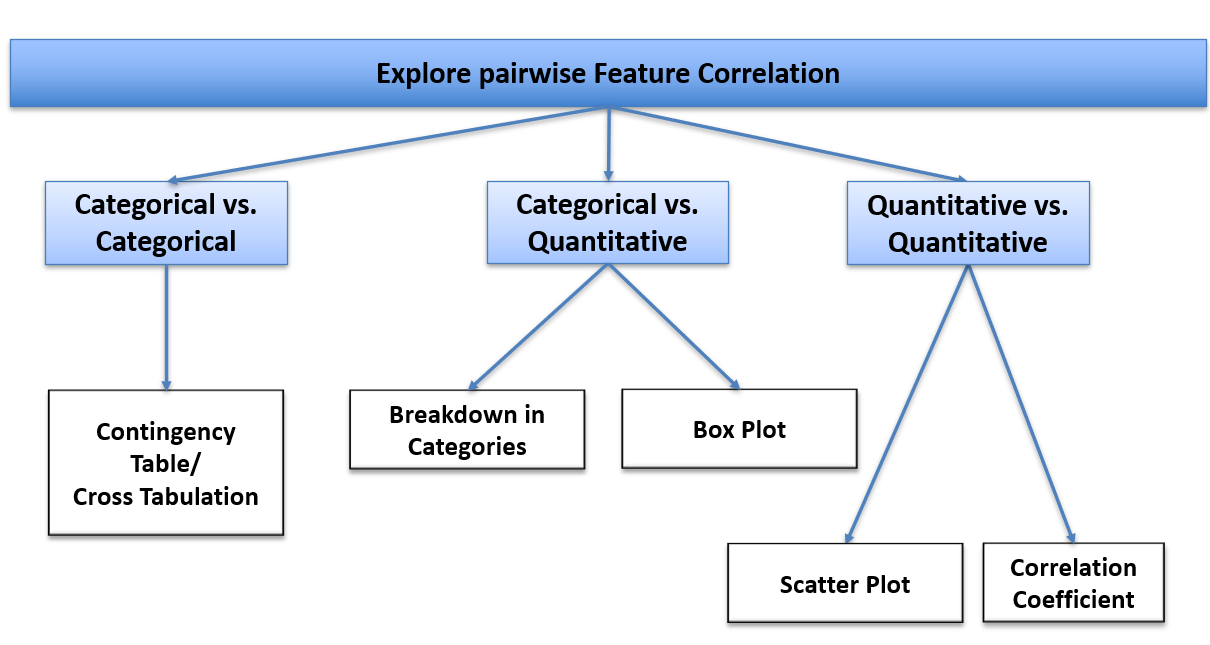 Explore pairwise Feature Correlation
Categorical vs.
Categorical
Categorical vs.
Quantitative
Quantitative vs.
Quantitative
Contingency
Table/
Cross Tabulation
Breakdown in
Categories
Box Plot
Scatter Plot
Correlation
Coefficient